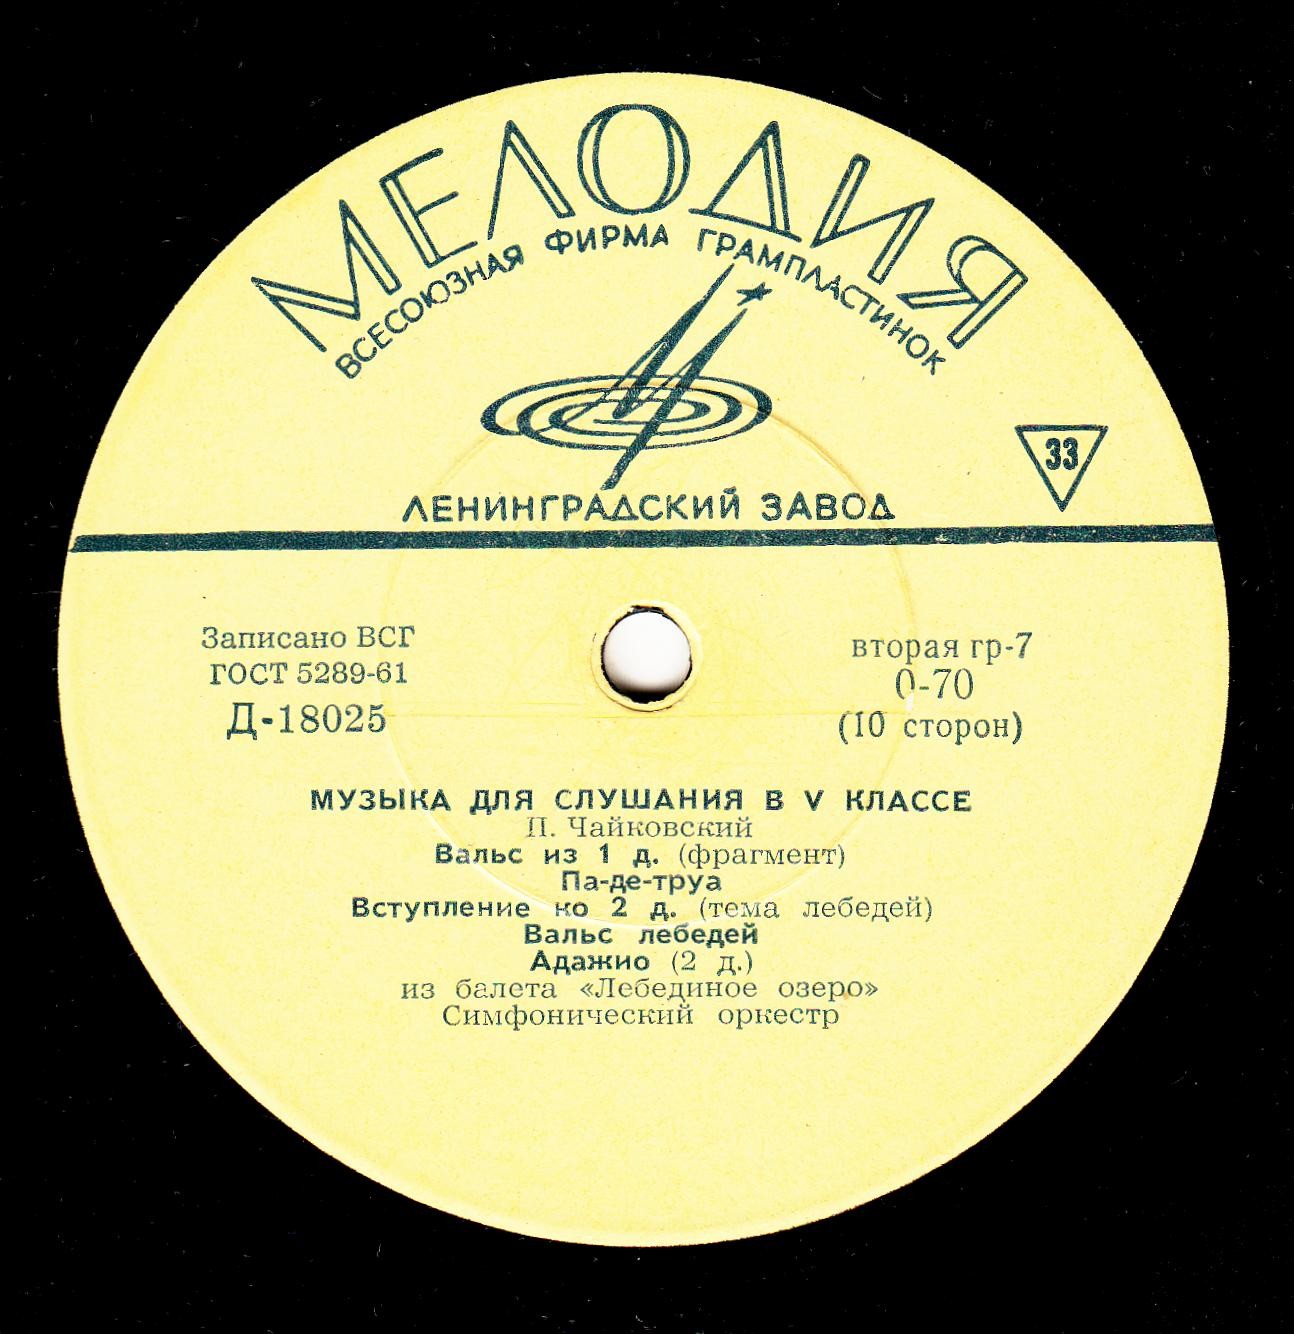 МЕЛОДИЯ
ВСЕСОЮЗНАЯ ФИРМА ГРАМПЛАСТИНОК
33
ЛЕНИНГРАДСКИЙ ЗАВОД
Записано ВСГ
ГОСТ 5289-61
Д-18025
вторая гр-7
0-70
(10 сторон)
МУЗЫКА ДЛЯ СЛУШАНИЯ В V КЛАССЕ
П. Чайковский
Вальс из 1 д. (фрагмент)
Па-де-труа
Вступление ко 2 д. (тема лебедей)
Вальс лебедей
Адажио (2 д.)
из балета «Лебединое озеро»
Симфонический оркестр